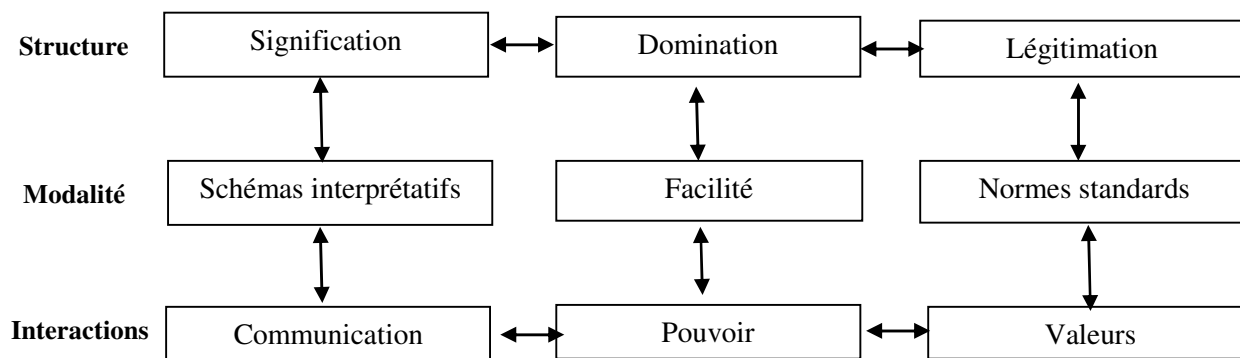 Structure
Signification
Domination
Légitimation
Modalité
Schémas interprétatifs
Facilité
Normes standards
Interactions
Communication
Pouvoir
Valeurs